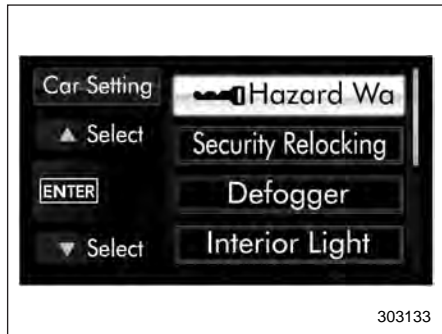 Car Setting
Hazard Wa
▲ Select
Security Relocking
ENTER
Defogger
▼ Select
Interior Light
303133